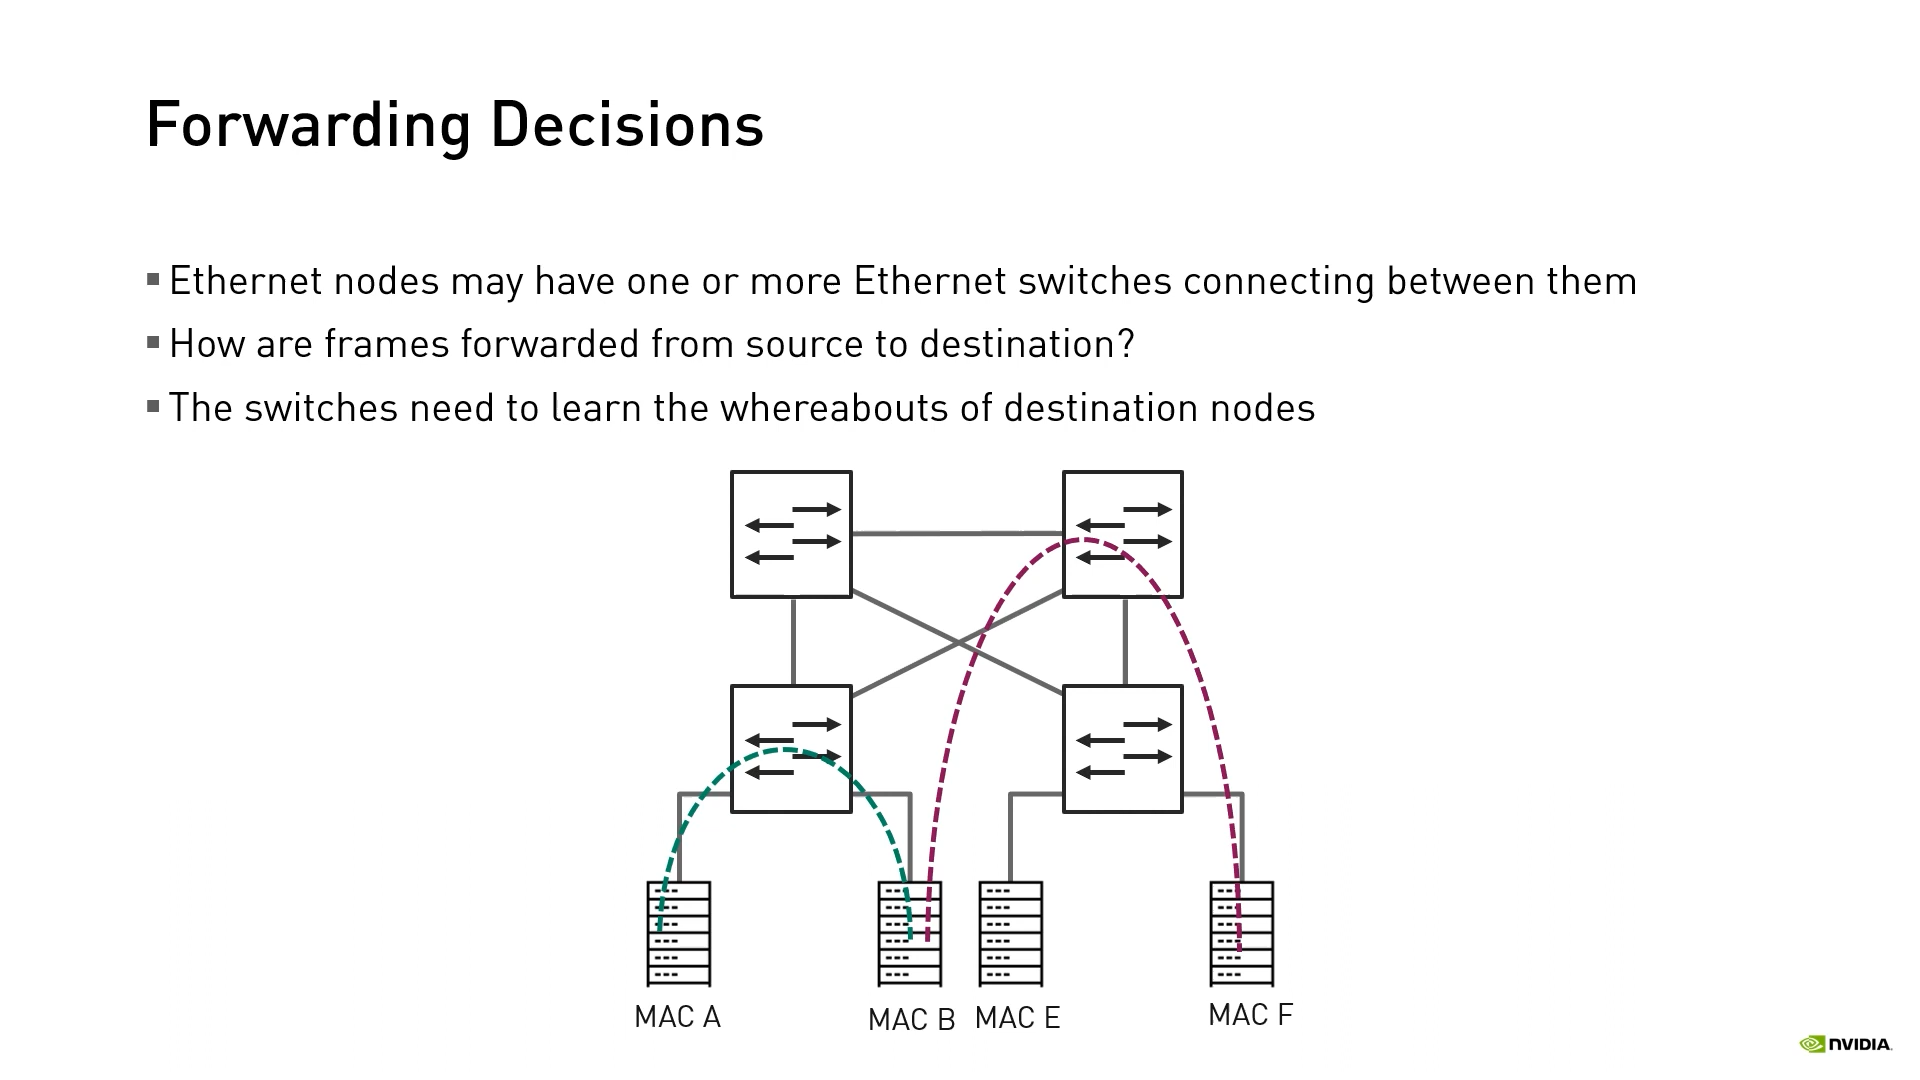 Forwarding Decisions
Ethernet nodes may have one or more Ethernet switches connecting between them
How are frames forwarded from source to destination?
The switches need to learn the whereabouts of destination nodes
MAC A
MAC B
MAC E
MAC F
NVIDIA.